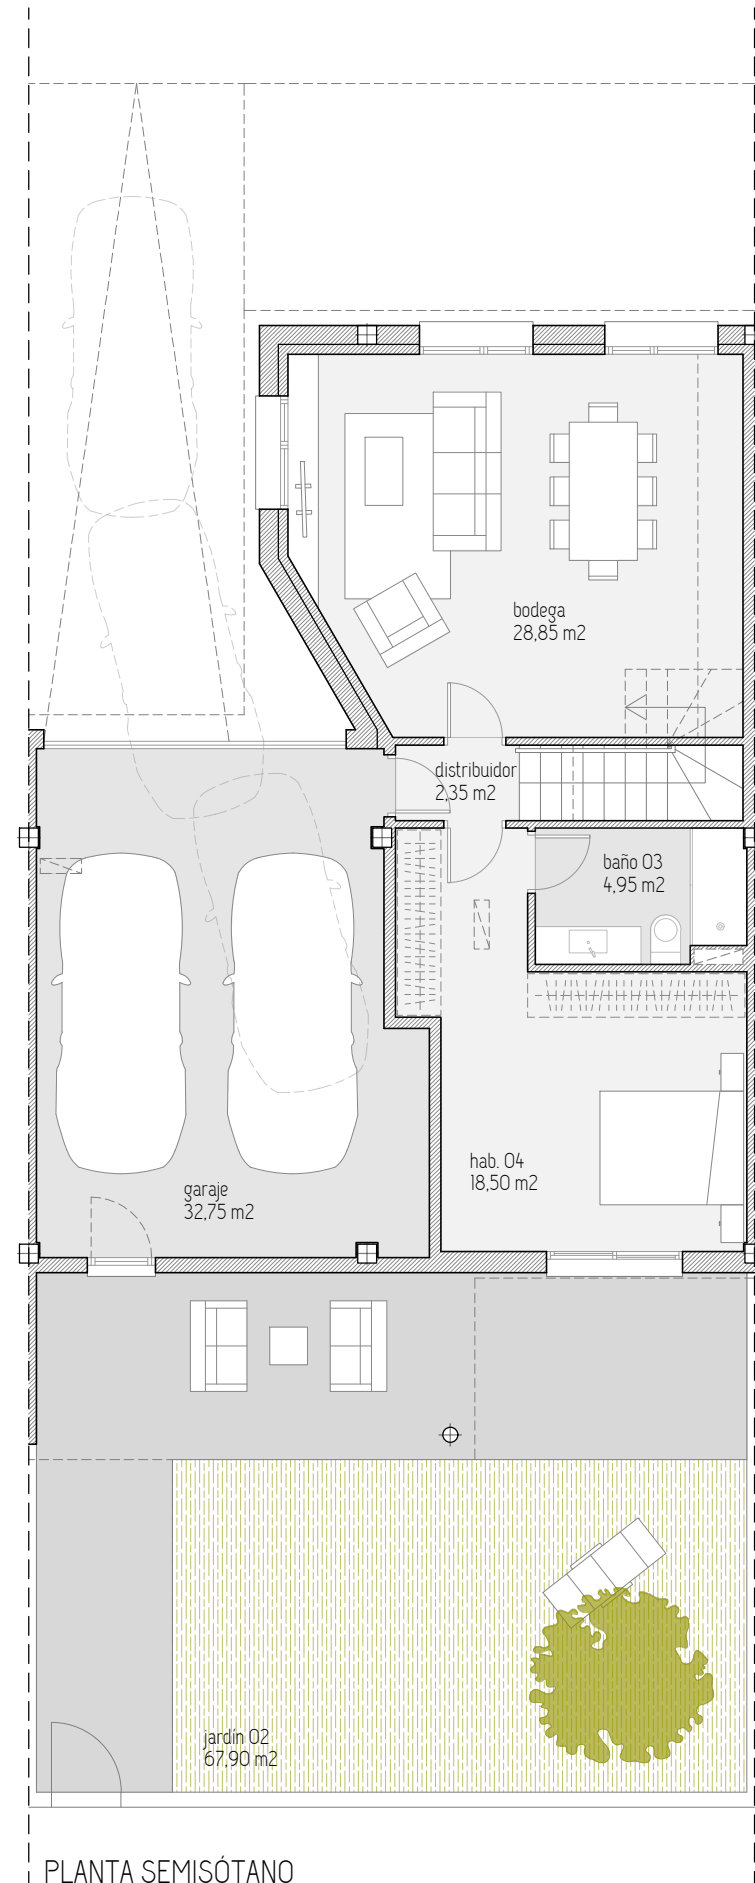 bodega
28,85 m2
distribuidor
2,35 m2
baño 03
4,95 m2
hab. 04
18,50 m2
garaje
32,75 m2
jardín 02
67,90 m2
PLANTA SEMISÓTANO